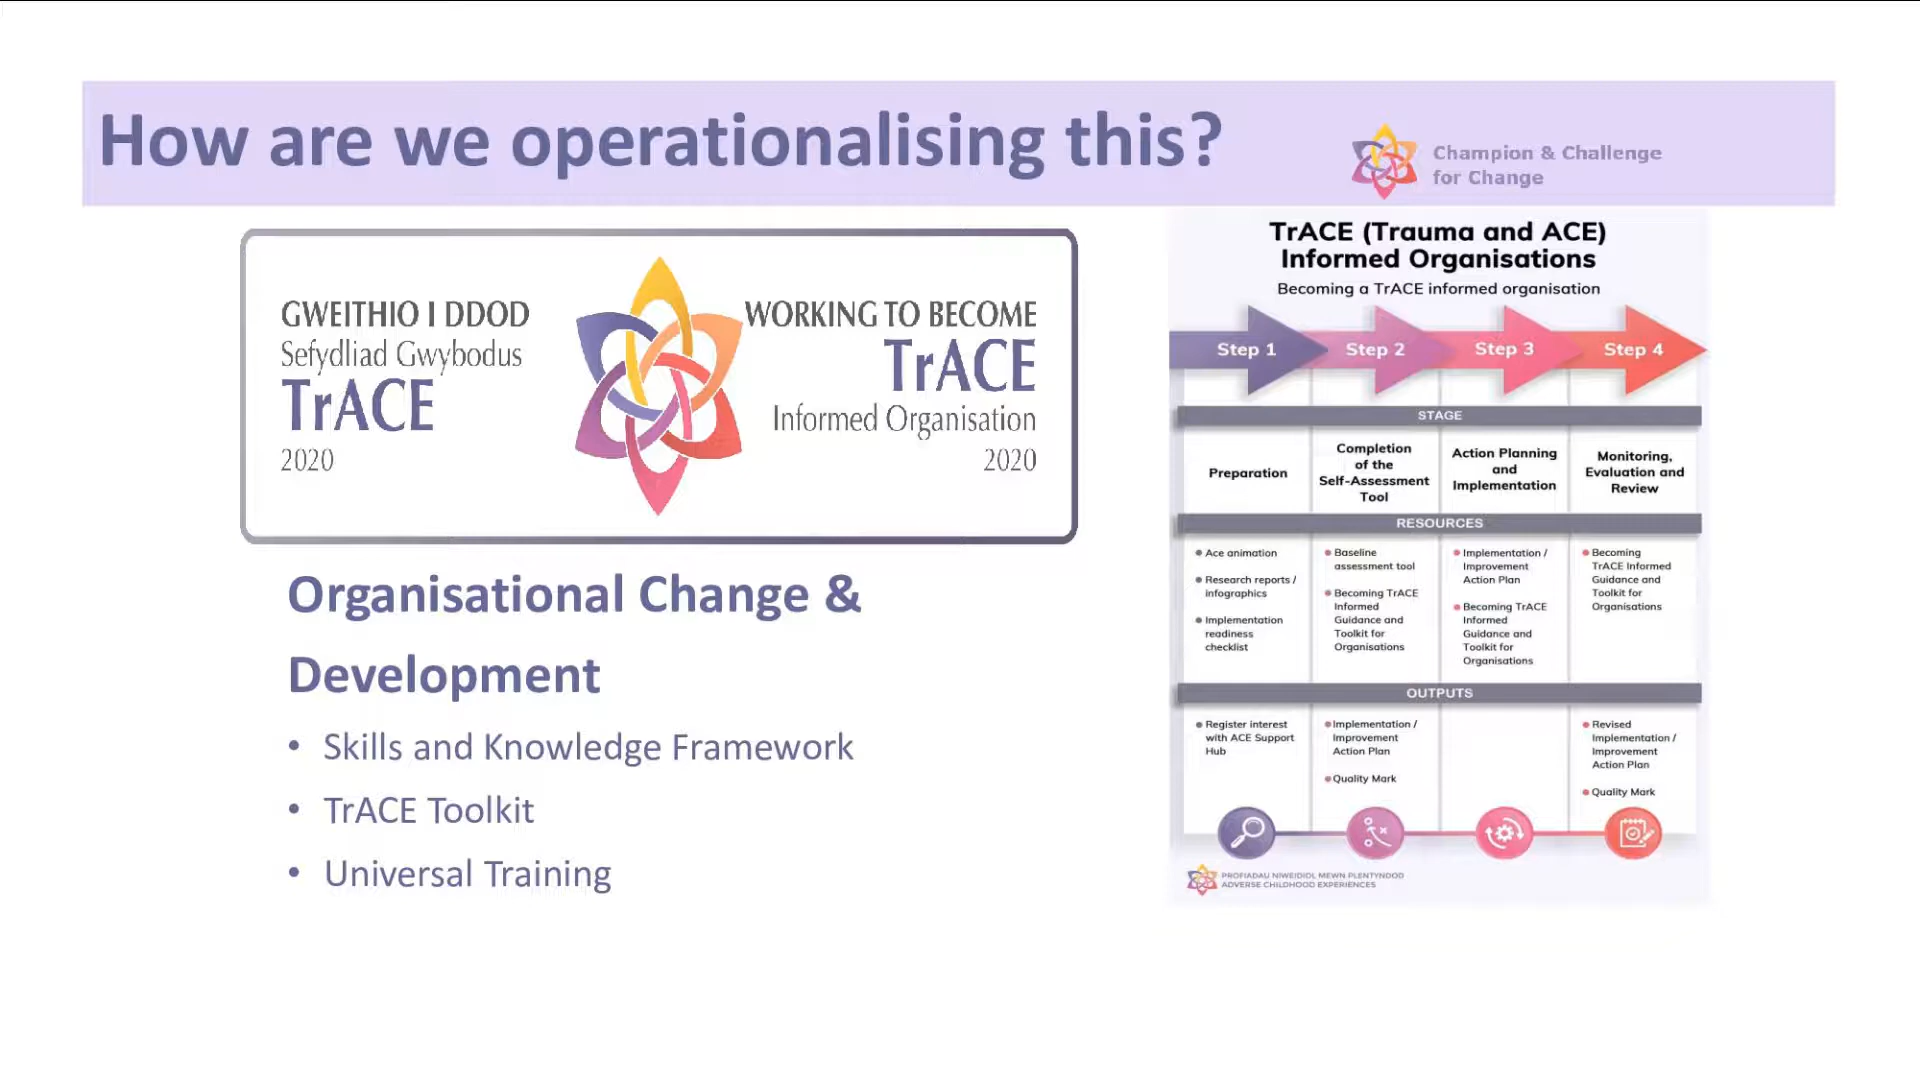 How are we operationalising this?
Champion & Challenge
for Change
GWEITHIO I DDOD
Sefydliad Gwybodus
TrACE
2020
WORKING TO BECOME
TrACE
Informed Organisation
2020
Organisational Change &
Development
• Skills and Knowledge Framework
• TrACE Toolkit
• Universal Training
TrACE (Trauma and ACE)
Informed Organisations
Becoming a TrACE informed organisation
Step 1
Step 2
Step 3
Step 4
STAGE
Preparation
Completion
of the
Self-Assessment
Tool
Action Planning
and
Implementation
Monitoring,
Evaluation and
Review
RESOURCES
• Ace animation
• Research reports /
infographics
• Implementation
readiness
checklist
• Baseline
assessment tool
• Becoming TrACE
Informed
Guidance and
Toolkit for
Organisations
• Implementation /
Improvement
Action Plan
• Becoming TrACE
Informed
Guidance and
Toolkit for
Organisations
• Becoming
TrACE Informed
Guidance and
Toolkit for
Organisations
OUTPUTS
• Register interest
with ACE Support
Hub
• Implementation /
Improvement
Action Plan
• Quality Mark
• Revised
Implementation /
Improvement
Action Plan
• Quality Mark
PROFIADAU NIWEIDIOL MEWN PLENTYNDOD
ADVERSE CHILDHOOD EXPERIENCES